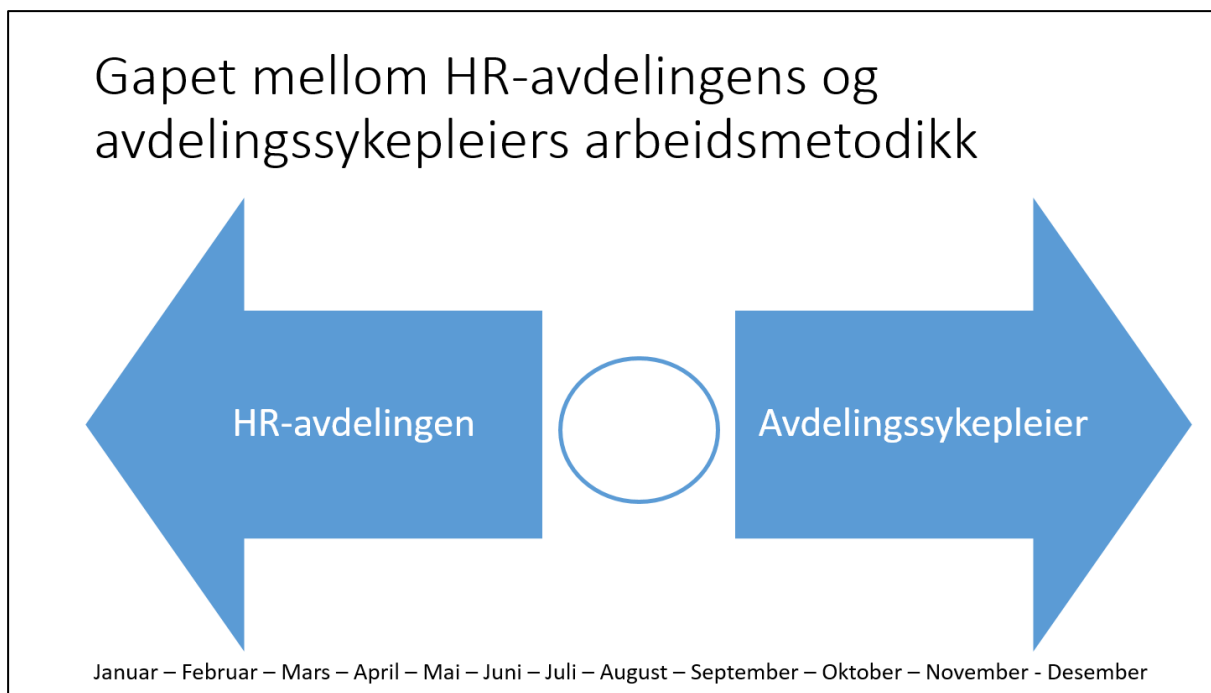 Gapet mellom HR-avdelingens og
avdelingssykepleiers arbeidsmetodikk
HR-avdelingen
Avdelingssykepleier
Januar – Februar – Mars – April – Mai – Juni – Juli – August – September – Oktober – November - Desember